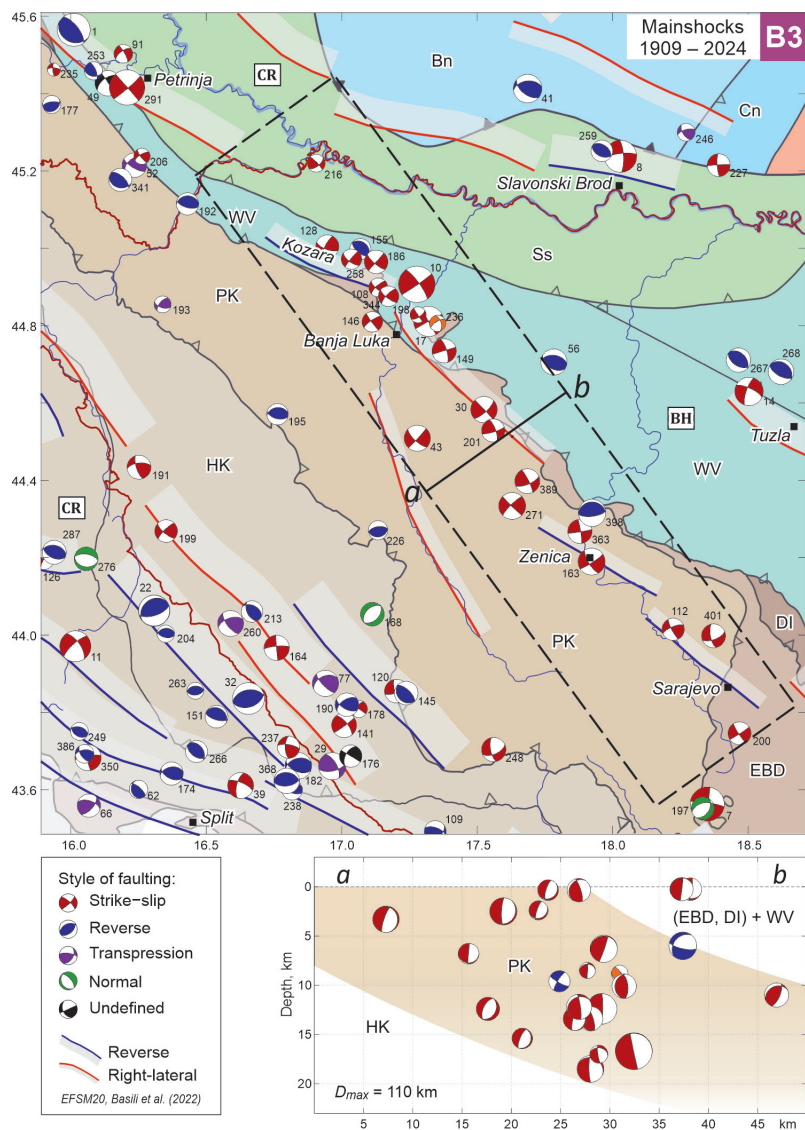 45.6
Mainshocks
1909 – 2024
B3
1
91
253
235
Petrinja
CR
49
291
177
Bn
41
Cn
246
259
8
227
45.2
206
52
341
216
Slavonski Brod
192
WV
128
155
Kozara
186
Ss
258
10
PK
108
344
193
198
236
44.8
146
Banja Luka
17
149
56
267
268
b
14
195
30
BH
201
Tuzla
43
HK
WV
191
a
389
CR
271
199
398
226
363
287
Zenica
276
126
163
22
213
168
44.0
204
260
112
401
DI
11
164
PK
77
120
32
263
Sarajevo
190
145
151
178
249
237
141
200
386
29
248
266
176
350
368
EBD
43.6
174
182
62
39
238
197
7
66
Split
109
16.0
16.5
17.0
17.5
18.0
18.5
44.4
Style of faulting:
Strike−slip
Reverse
Transpression
Normal
Undefined
Reverse
Right-lateral
EFSM20, Basili et al. (2022)
a
b
0
(EBD, DI) + WV
Depth, km
5
PK
10
HK
15
20
Dmax = 110 km
5
10
15
20
25
30
35
40
45
km